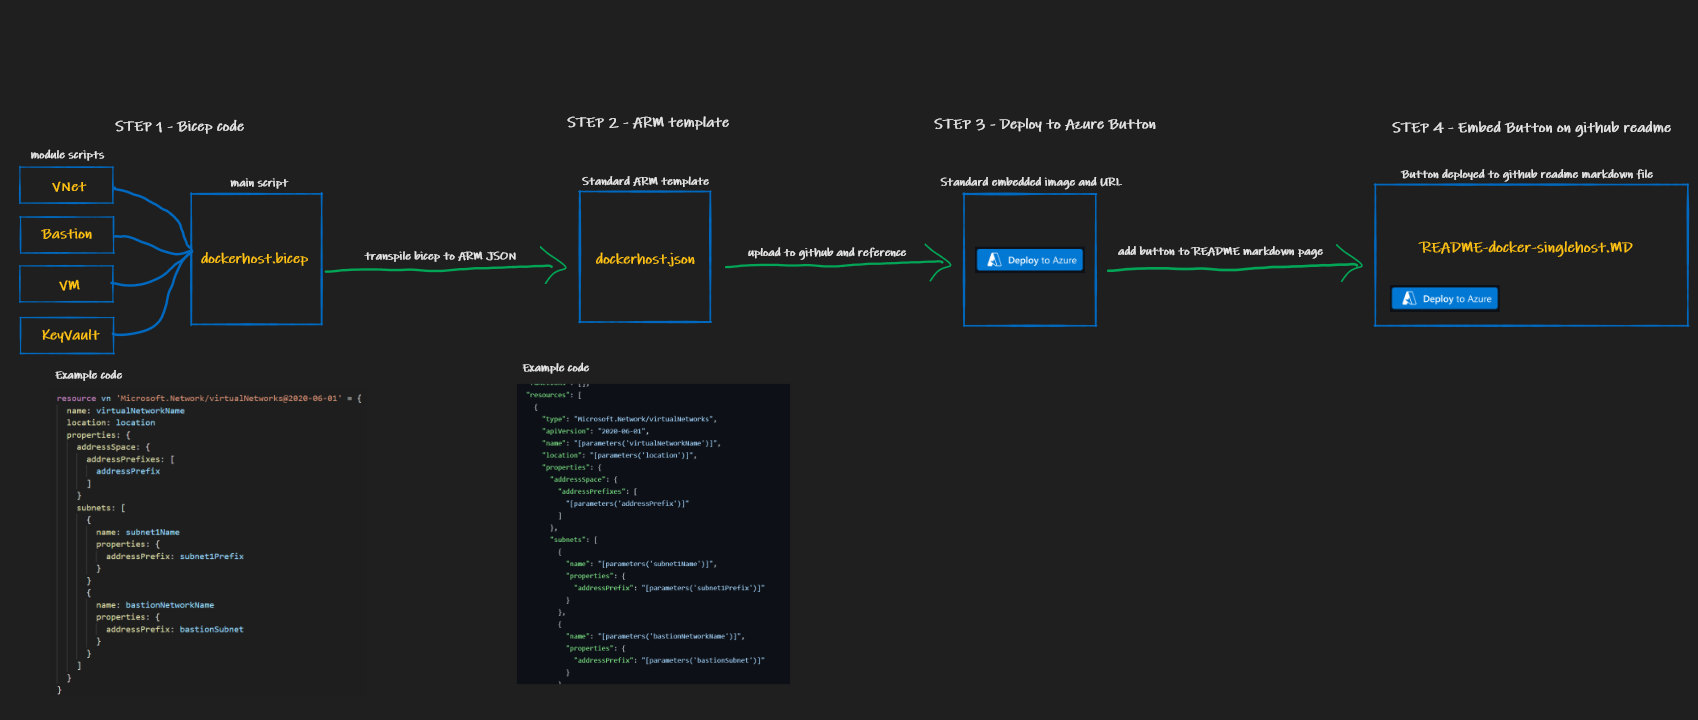 STEP 1 - Bicep code
STEP 2 - ARM template
STEP 3 - Deploy to Azure Button
STEP 4 - Embed Button on github readme
module scripts
VNet
Bastion
VM
KeyVault
main script
dockerhost.bicep
transpile bicep to ARM JSON
Standard ARM template
dockerhost.json
upload to github and reference
Standard embedded image and URL
Deploy to Azure
add button to README markdown page
Button deployed to github readme markdown file
README-docker-singlehost.MD
Deploy to Azure
Example code
resource vn 'Microsoft.Network/virtualNetworks@2020-06-01' = {
name: virtualNetworkName
location: location
properties: {
addressSpace: {
addressPrefixes: [
addressPrefix
]
}
subnets: [
{
name: subnet1Name
properties: {
addressPrefix: subnet1Prefix
}
}
{
name: bastionNetworkName
properties: {
addressPrefix: bastionSubnet
}
}
]
}
}
Example code
"resources": [
{
"type": "Microsoft.Network/virtualNetworks",
"apiVersion": "2020-06-01",
"name": "[parameters('virtualNetworkName')]",
"location": "[parameters('location')]",
"properties": {
"addressSpace": {
"addressPrefixes": [
"[parameters('addressPrefix')]"
]
},
"subnets": [
{
"name": "[parameters('subnet1Name')]",
"properties": {
"addressPrefix": "[parameters('subnet1Prefix')]"
}
},
{
"name": "[parameters('bastionNetworkName')]",
"properties": {
"addressPrefix": "[parameters('bastionSubnet')]"
}